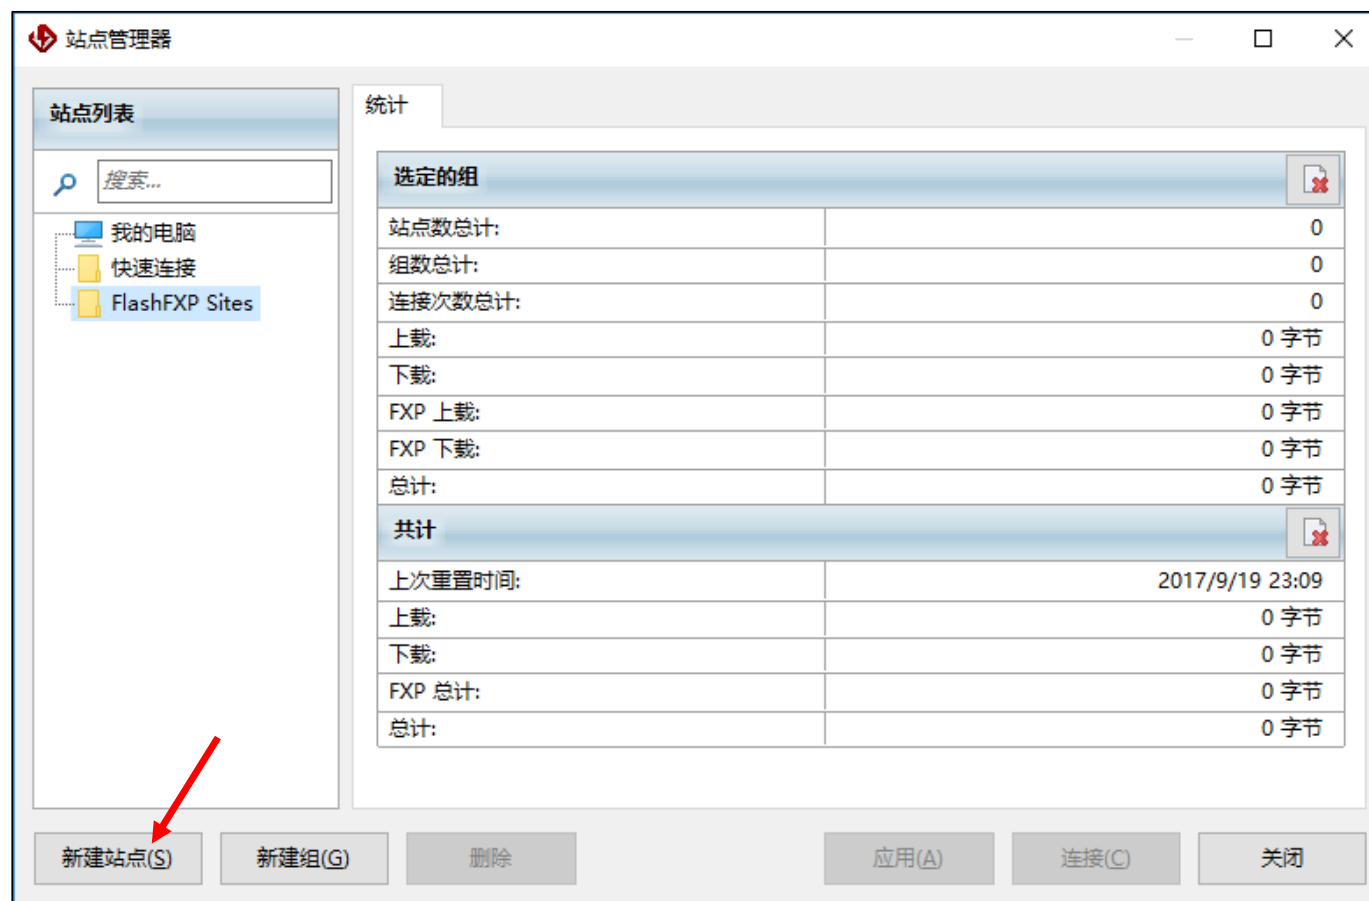 站点管理器
站点列表
搜索...
我的电脑
快速连接
FlashFXP Sites
统计
选定的组
站点数总计: 0
组数总计: 0
连接次数总计: 0
上载: 0 字节
下载: 0 字节
FXP 上载: 0 字节
FXP 下载: 0 字节
总计: 0 字节
共计
上次重置时间: 2017/9/19 23:09
上载: 0 字节
下载: 0 字节
FXP 总计: 0 字节
总计: 0 字节
新建站点(S) 新建组(G) 删除 应用(A) 连接(C) 关闭